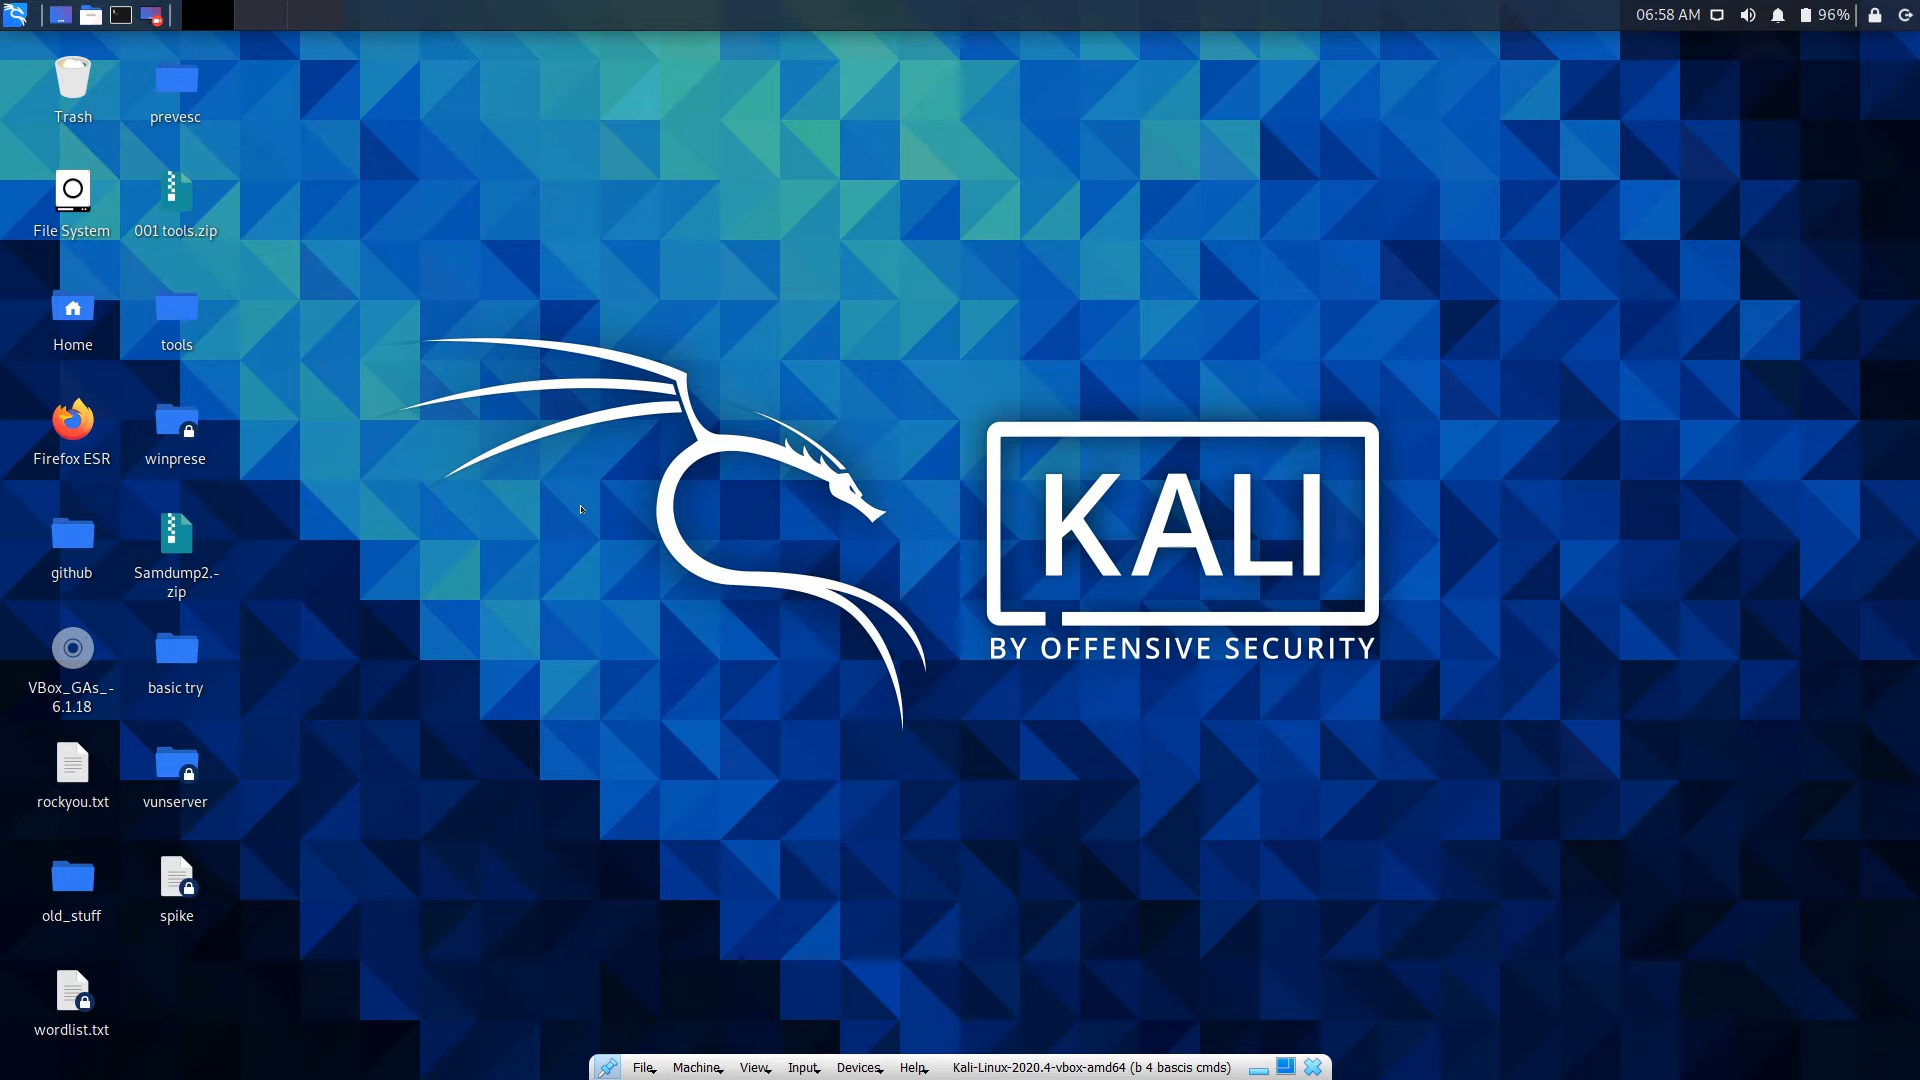 06:58 AM 96%
Trash
prevesc
File System
001 tools.zip
Home
tools
Firefox ESR
winprese
github
Samdump2.-
zip
VBox_GAs_-
6.1.18
basic try
rockyou.txt
vunserver
old_stuff
spike
wordlist.txt
KALI
BY OFFENSIVE SECURITY
File Machine View Input Devices Help Kali-Linux-2020.4-vbox-amd64 (b 4 bascis cmds)